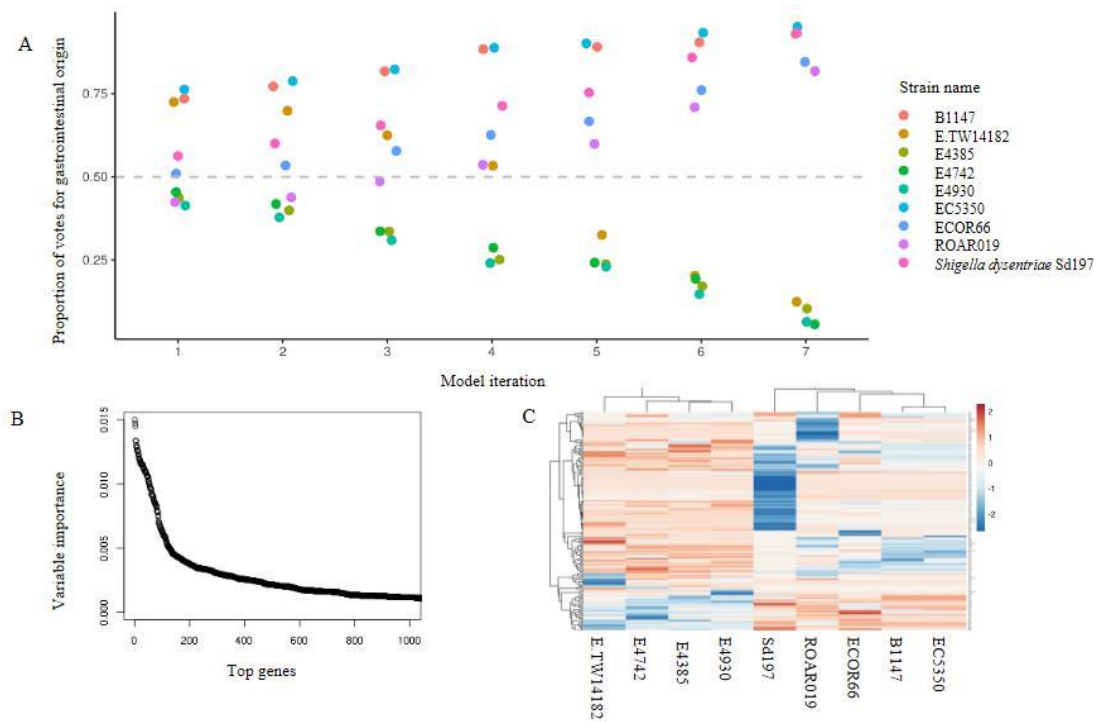 A
Proportion of votes for gastrointestinal origin
0.75
0.50
0.25
1 2 3 4 5 6 7
Model iteration
Strain name
B1147
E.TW14182
E4385
E4742
E4930
EC5350
ECOR66
ROAR019
Shigella dysentriae Sd197
B
Variable importance
0.015
0.010
0.005
0.000
0 200 400 600 800 1000
Top genes
C
2
1
0
-1
-2
E.TW14182
E4742
E4385
E4930
Sd197
ROAR019
ECOR66
B1147
EC5350